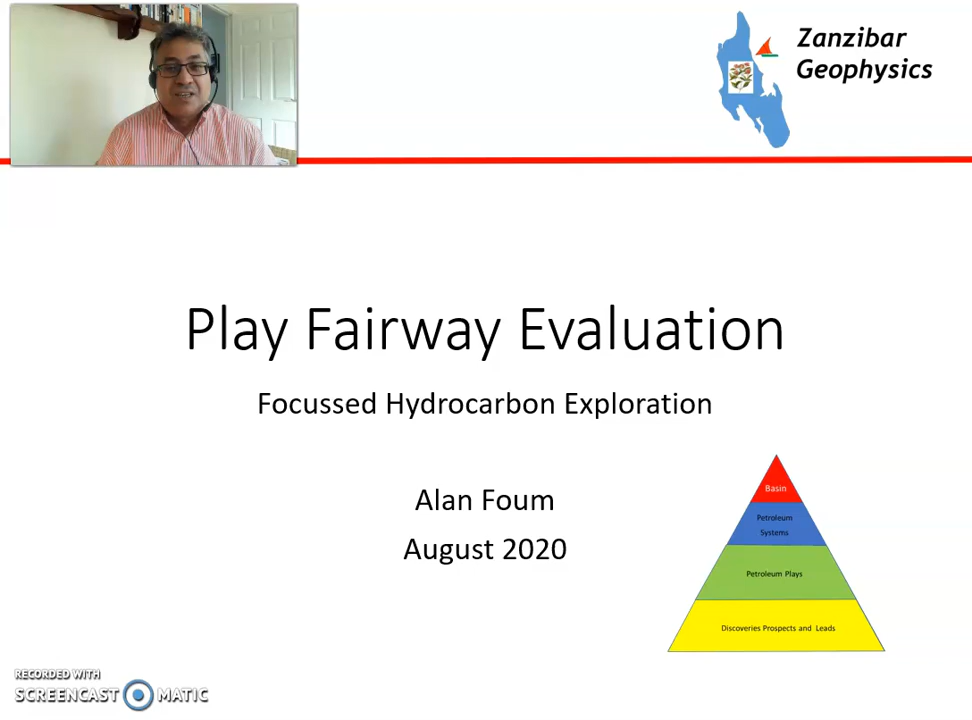 Zanzibar
Geophysics
Play Fairway Evaluation
Focussed Hydrocarbon Exploration
Alan Foum
August 2020
Basin
Petroleum
Systems
Petroleum Plays
Discoveries Prospects and Leads
RECORDED WITH
SCREENCAST MATIC